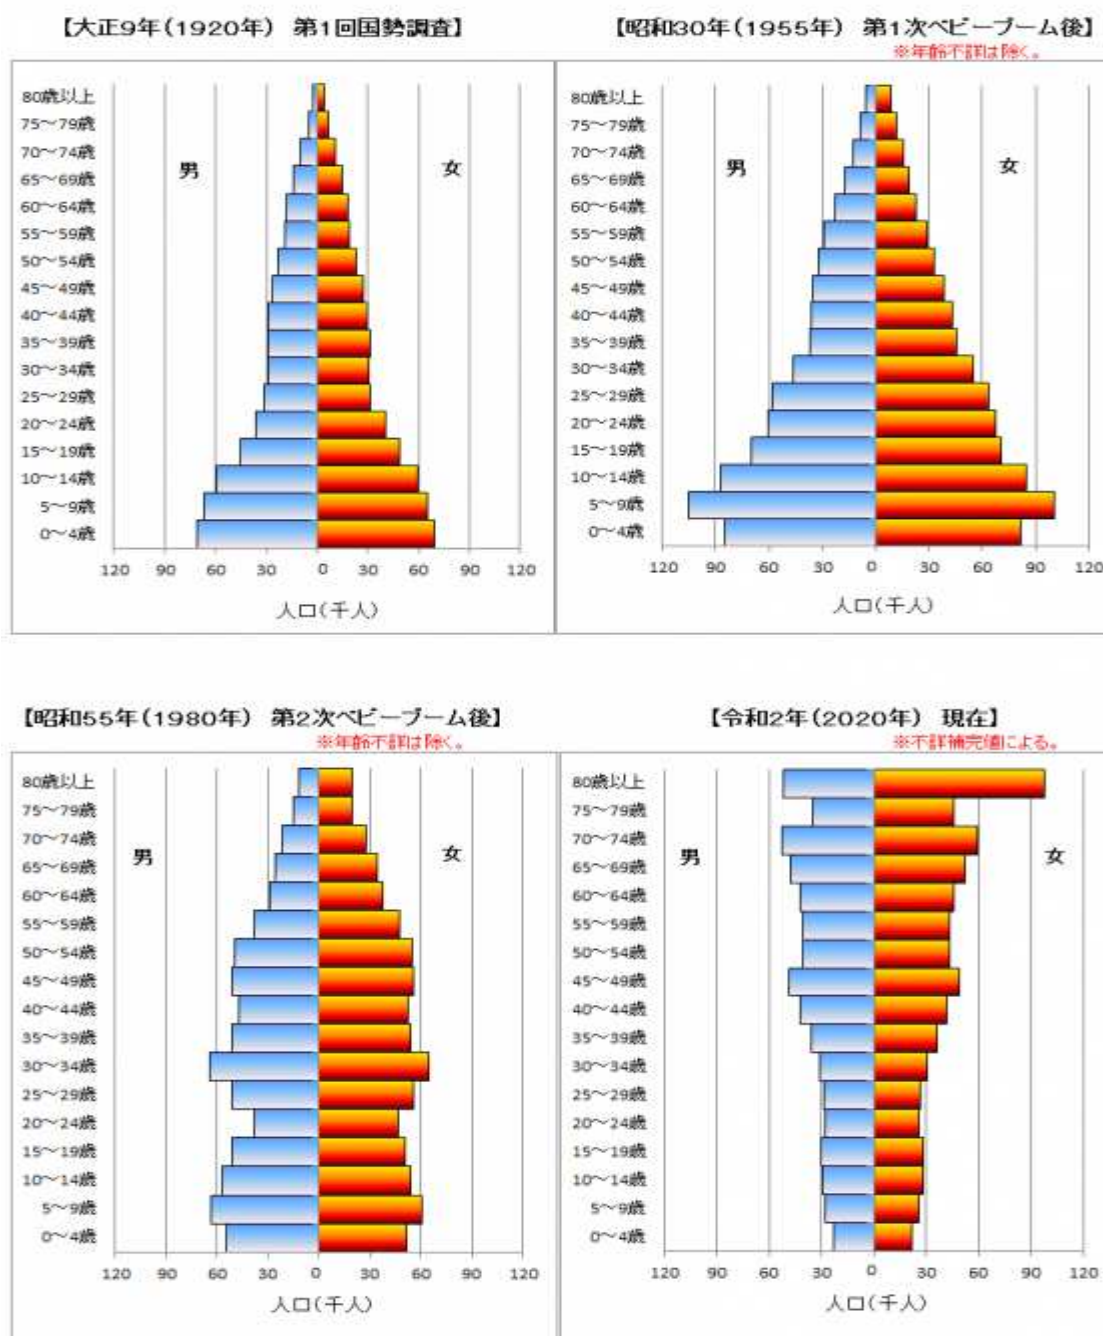 【大正9年(1920年) 第1回国勢調査】
80歳以上
75～79歳
70～74歳
65～69歳
60～64歳
55～59歳
50～54歳
45～49歳
40～44歳
35～39歳
30～34歳
25～29歳
20～24歳
15～19歳
10～14歳
5～9歳
0～4歳
男
女
120 90 60 30 0 30 60 90 120
人口(千人)
【昭和30年(1955年) 第1次ベビーブーム後】
※年齢不詳は除く。
80歳以上
75～79歳
70～74歳
65～69歳
60～64歳
55～59歳
50～54歳
45～49歳
40～44歳
35～39歳
30～34歳
25～29歳
20～24歳
15～19歳
10～14歳
5～9歳
0～4歳
男
女
120 90 60 30 0 30 60 90 120
人口(千人)
【昭和55年(1980年) 第2次ベビーブーム後】
※年齢不詳は除く。
80歳以上
75～79歳
70～74歳
65～69歳
60～64歳
55～59歳
50～54歳
45～49歳
40～44歳
35～39歳
30～34歳
25～29歳
20～24歳
15～19歳
10～14歳
5～9歳
0～4歳
男
女
120 90 60 30 0 30 60 90 120
人口(千人)
【令和2年(2020年) 現在】
※不詳補完値による。
80歳以上
75～79歳
70～74歳
65～69歳
60～64歳
55～59歳
50～54歳
45～49歳
40～44歳
35～39歳
30～34歳
25～29歳
20～24歳
15～19歳
10～14歳
5～9歳
0～4歳
男
女
120 90 60 30 0 30 60 90 120
人口(千人)